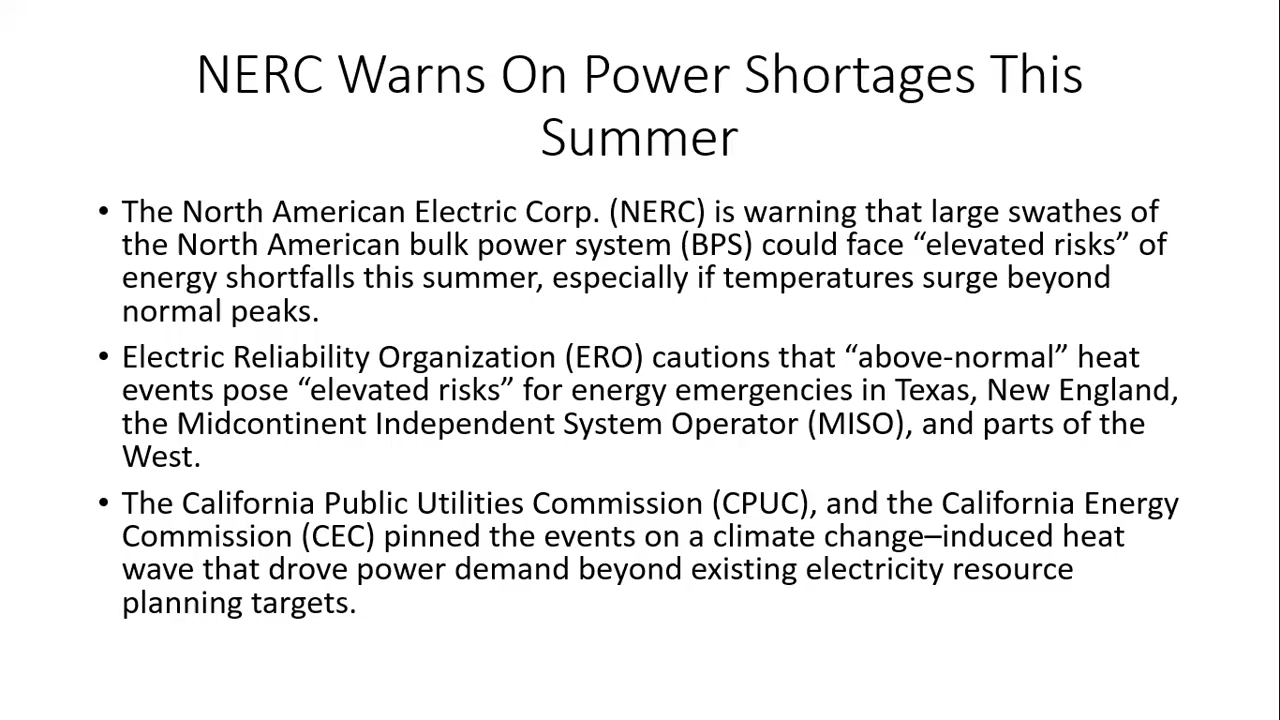 NERC Warns On Power Shortages This
Summer
• The North American Electric Corp. (NERC) is warning that large swathes of
the North American bulk power system (BPS) could face “elevated risks” of
energy shortfalls this summer, especially if temperatures surge beyond
normal peaks.
• Electric Reliability Organization (ERO) cautions that “above-normal” heat
events pose “elevated risks” for energy emergencies in Texas, New England,
the Midcontinent Independent System Operator (MISO), and parts of the
West.
• The California Public Utilities Commission (CPUC), and the California Energy
Commission (CEC) pinned the events on a climate change–induced heat
wave that drove power demand beyond existing electricity resource
planning targets.